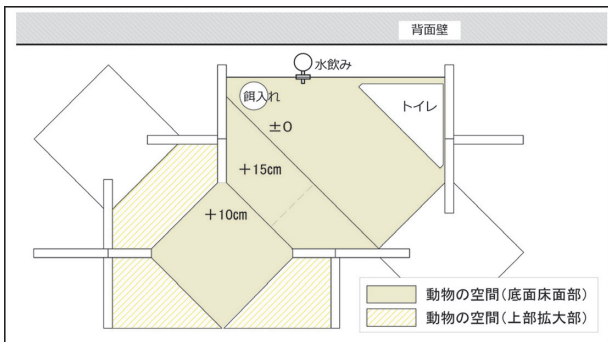 背面壁
水飲み
餌入れ
トイレ
±0
+15cm
+10cm
動物の空間(底面床面部)
動物の空間(上部拡大部)